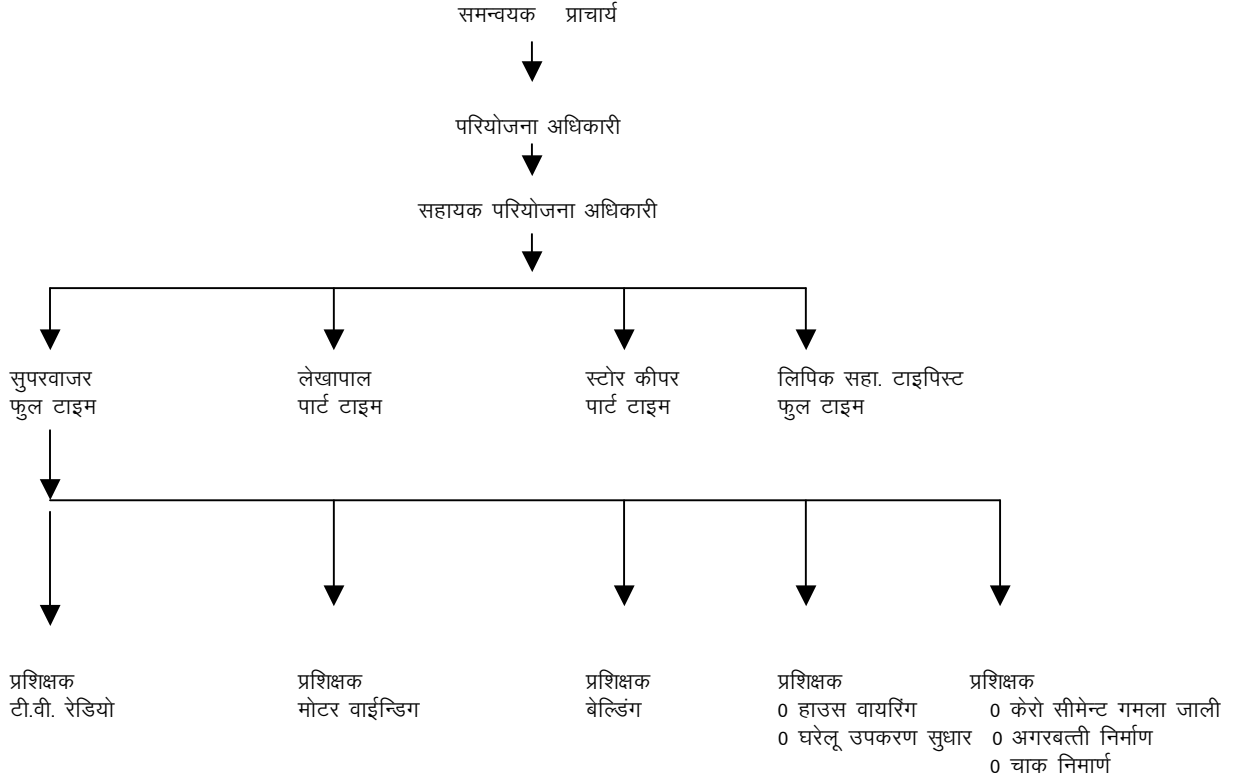 समन्वयक प्राचार्य
परियोजना अधिकारी
सहायक परियोजना अधिकारी
सुपरवाजर
फुल टाइम
लेखापाल
पार्ट टाइम
स्टोर कीपर
पार्ट टाइम
लिपिक सहा. टाइपिस्ट
फुल टाइम
प्रशिक्षक
टी.वी. रेडियो
प्रशिक्षक
मोटर वाईन्डिग
प्रशिक्षक
बेल्डिंग
प्रशिक्षक
0 हाउस वायरिंग
0 घरेलू उपकरण सुधार
प्रशिक्षक
0 केरो सीमेन्ट गमला जाली
0 अगरबत्ती निर्माण
0 चाक निमार्ण